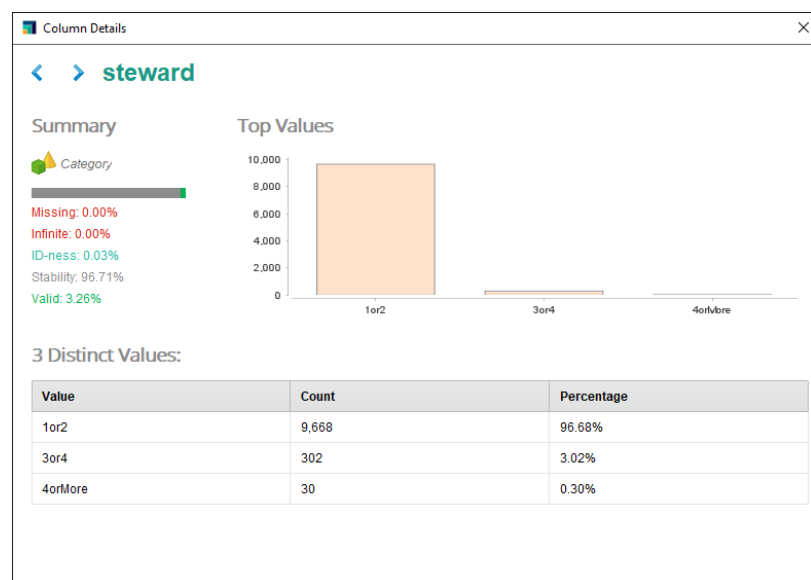 Column Details
steward
Summary
Top Values
Category
Missing: 0.00%
Infinite: 0.00%
ID-ness: 0.03%
Stability: 96.71%
Valid: 3.26%
10,000
8,000
6,000
4,000
2,000
0
1or2 3or4 4orMore
3 Distinct Values:
Value Count Percentage
1or2 9,668 96.68%
3or4 302 3.02%
4orMore 30 0.30%